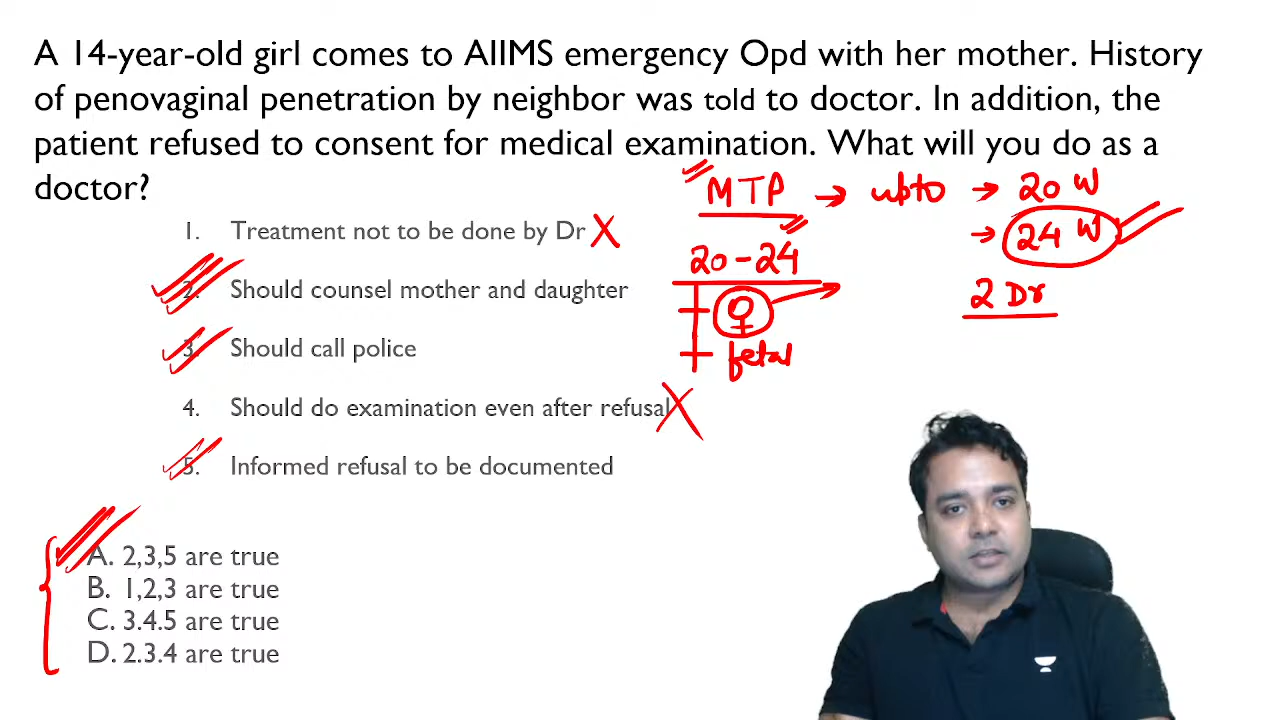 A 14-year-old girl comes to AIIMS emergency Opd with her mother. History
of penovaginal penetration by neighbor was told to doctor. In addition, the
patient refused to consent for medical examination. What will you do as a
doctor?
MTP → upto → 20 W
→ 24 W
20-24
2 Dr
♀
fetal
1. Treatment not to be done by Dr X
2. Should counsel mother and daughter
3. Should call police
4. Should do examination even after refusal X
5. Informed refusal to be documented
A. 2,3,5 are true
B. 1,2,3 are true
C. 3.4.5 are true
D. 2.3.4 are true